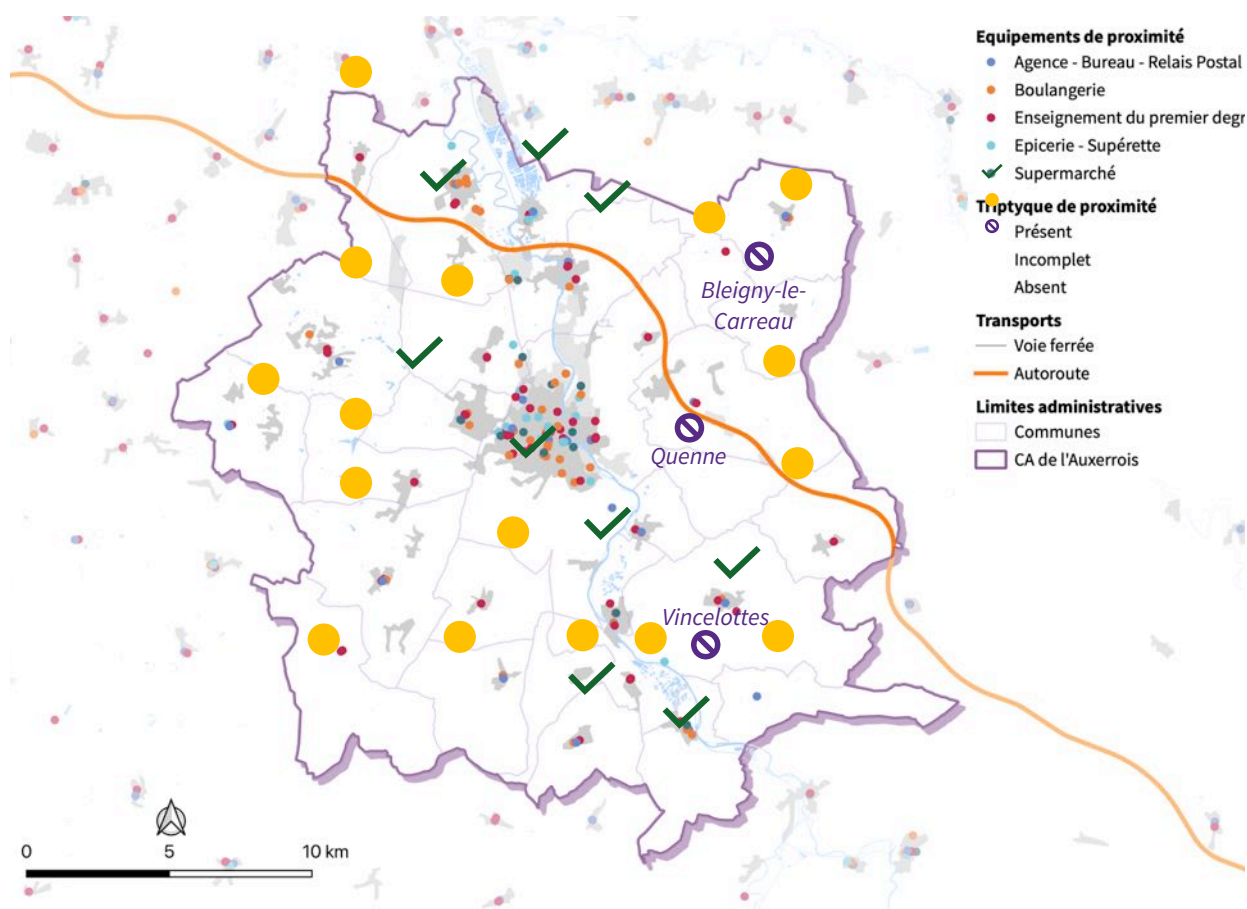 Equipements de proximité
Agence - Bureau - Relais Postal
Boulangerie
Enseignement du premier degr
Epicerie - Supérette
Supermarché
Triptyque de proximité
Présent
Incomplet
Absent
Transports
Voie ferrée
Autoroute
Limites administratives
Communes
CA de l'Auxerrois
Bleigny-le-
Carreau
Quenne
Vincelottes
0 5 10 km